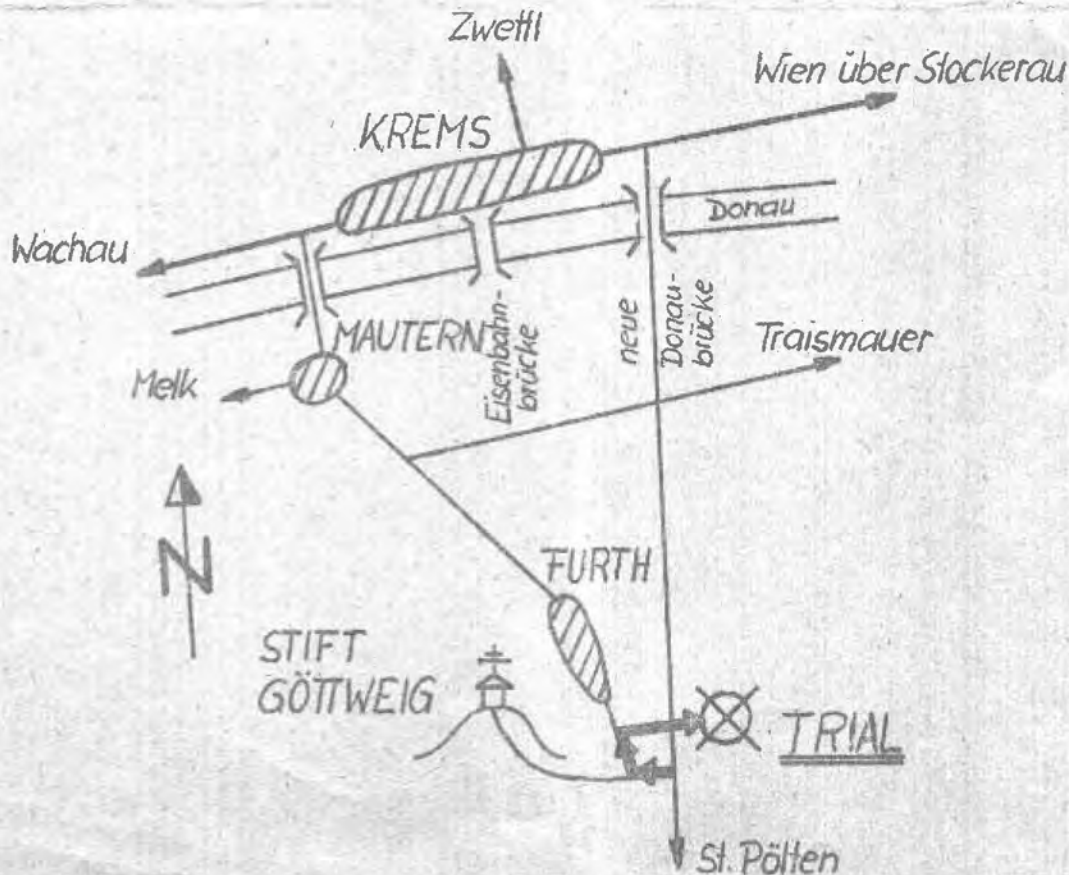 Zwettl
Wien über Stockerau
KREMS
Donau
Wachau
MAUTERN
Eisenbahn-
brücke
neue
Donau-
brücke
Traismauer
Melk
N
FURTH
STIFT
GÖTTWEIG
TRIAL
St. Pölten